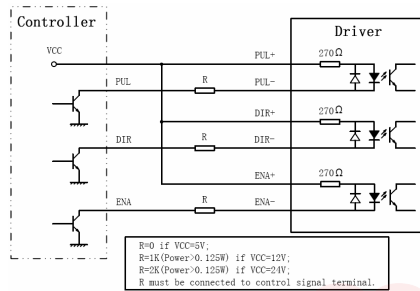 Controller
Driver
VCC
PUL+
270Ω
PUL
R
PUL-
DIR+
270Ω
DIR
R
DIR-
ENA+
270Ω
ENA
R
ENA-
R=0 if VCC=5V;
R=1K(Power>0.125W) if VCC=12V;
R=2K(Power>0.125W) if VCC=24V;
R must be connected to control signal terminal.